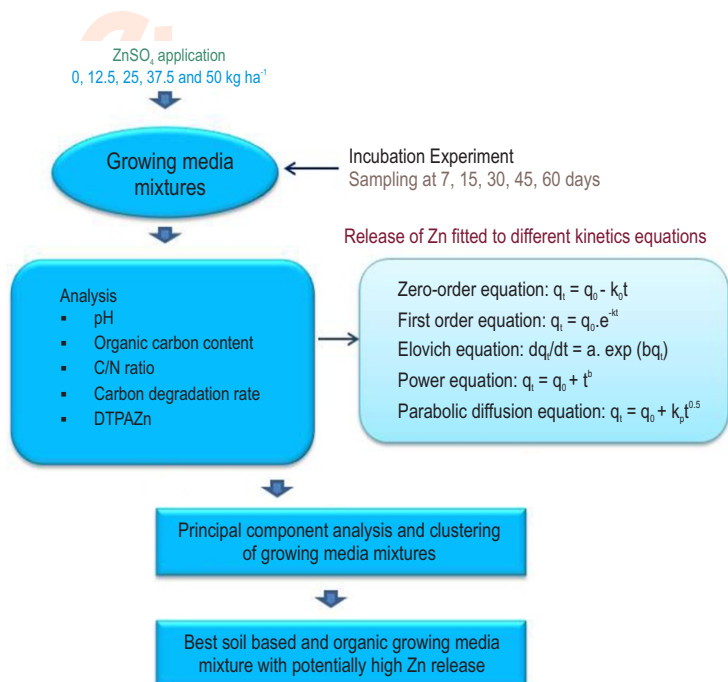 ZnSO₄ application
0, 12.5, 25, 37.5 and 50 kg ha⁻¹
Growing media
mixtures
Incubation Experiment
Sampling at 7, 15, 30, 45, 60 days
Release of Zn fitted to different kinetics equations
Analysis
▪ pH
▪ Organic carbon content
▪ C/N ratio
▪ Carbon degradation rate
▪ DTPAZn
Zero-order equation: qₜ = q₀ - k₀t
First order equation: qₜ = q₀.e⁻ᵏᵗ
Elovich equation: dqₜ/dt = a. exp (bqₜ)
Power equation: qₜ = q₀ + tᵇ
Parabolic diffusion equation: qₜ = q₀ + kₚt⁰·⁵
Principal component analysis and clustering
of growing media mixtures
Best soil based and organic growing media
mixture with potentially high Zn release